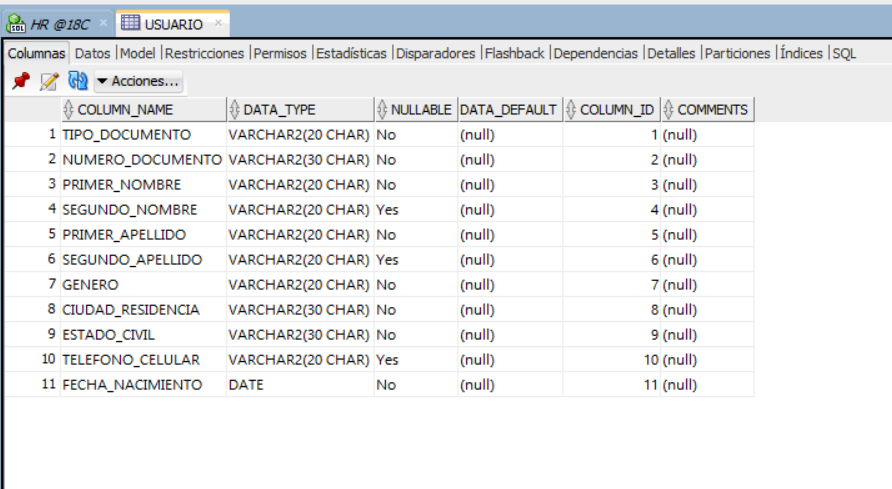 HR @18C USUARIO
Columnas Datos Model Restricciones Permisos Estadísticas Disparadores Flashback Dependencias Detalles Particiones Índices SQL
Acciones...
COLUMN_NAME DATA_TYPE NULLABLE DATA_DEFAULT COLUMN_ID COMMENTS
1 TIPO_DOCUMENTO VARCHAR2(20 CHAR) No (null) 1 (null)
2 NUMERO_DOCUMENTO VARCHAR2(30 CHAR) No (null) 2 (null)
3 PRIMER_NOMBRE VARCHAR2(20 CHAR) No (null) 3 (null)
4 SEGUNDO_NOMBRE VARCHAR2(20 CHAR) Yes (null) 4 (null)
5 PRIMER_APELLIDO VARCHAR2(20 CHAR) No (null) 5 (null)
6 SEGUNDO_APELLIDO VARCHAR2(20 CHAR) Yes (null) 6 (null)
7 GENERO VARCHAR2(20 CHAR) No (null) 7 (null)
8 CIUDAD_RESIDENCIA VARCHAR2(30 CHAR) No (null) 8 (null)
9 ESTADO_CIVIL VARCHAR2(30 CHAR) No (null) 9 (null)
10 TELEFONO_CELULAR VARCHAR2(20 CHAR) Yes (null) 10 (null)
11 FECHA_NACIMIENTO DATE No (null) 11 (null)